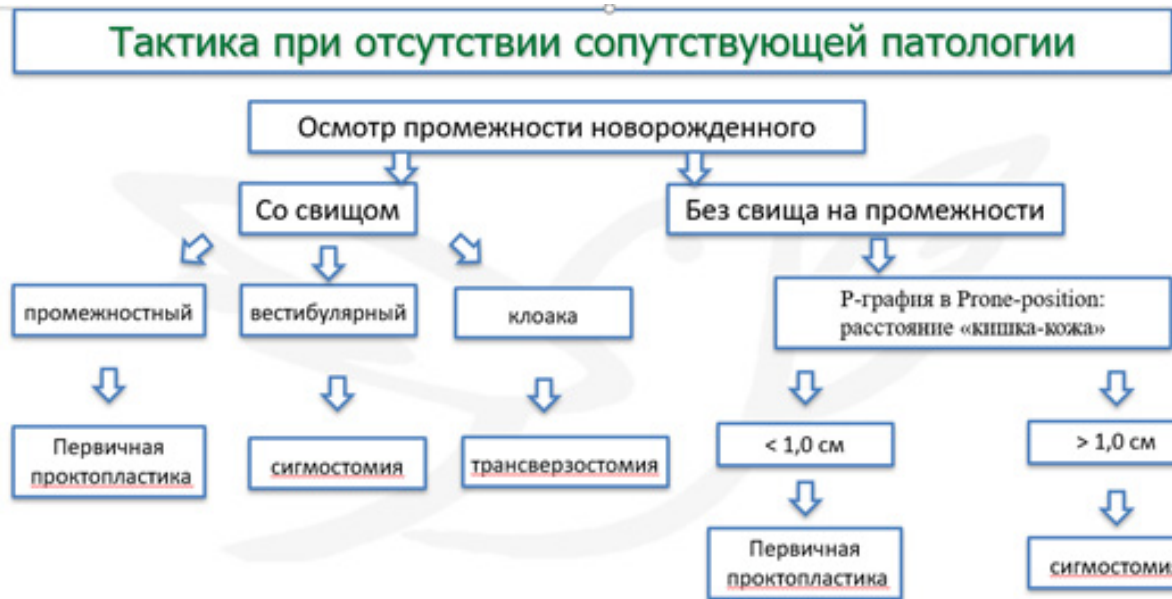 Тактика при отсутствии сопутствующей патологии
Осмотр промежности новорожденного
Со свищом
Без свища на промежности
промежностный
вестибулярный
клоака
Р-графия в Prone-position:
расстояние «кишка-кожа»
Первичная
проктопластика
сигмостомия
трансверзостомия
< 1,0 см
> 1,0 см
Первичная
проктопластика
сигмостомия